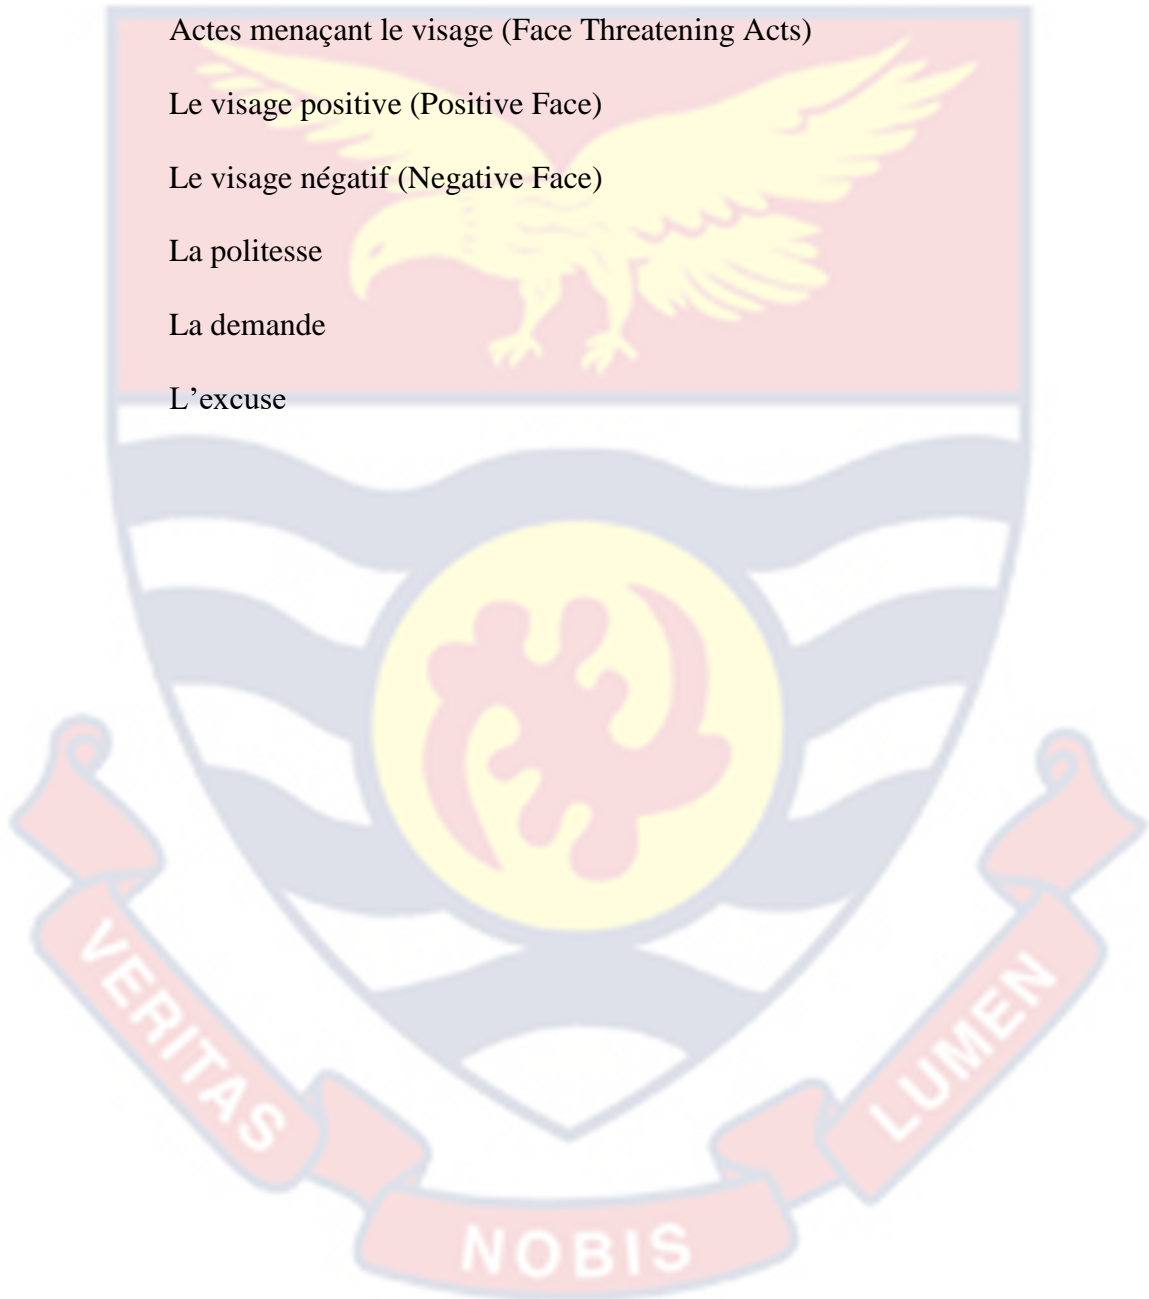 Actes menaçant le visage (Face Threatening Acts)
Le visage positive (Positive Face)
Le visage négatif (Negative Face)
La politesse
La demande
L’excuse
VERITAS
NOBIS
LUMEN